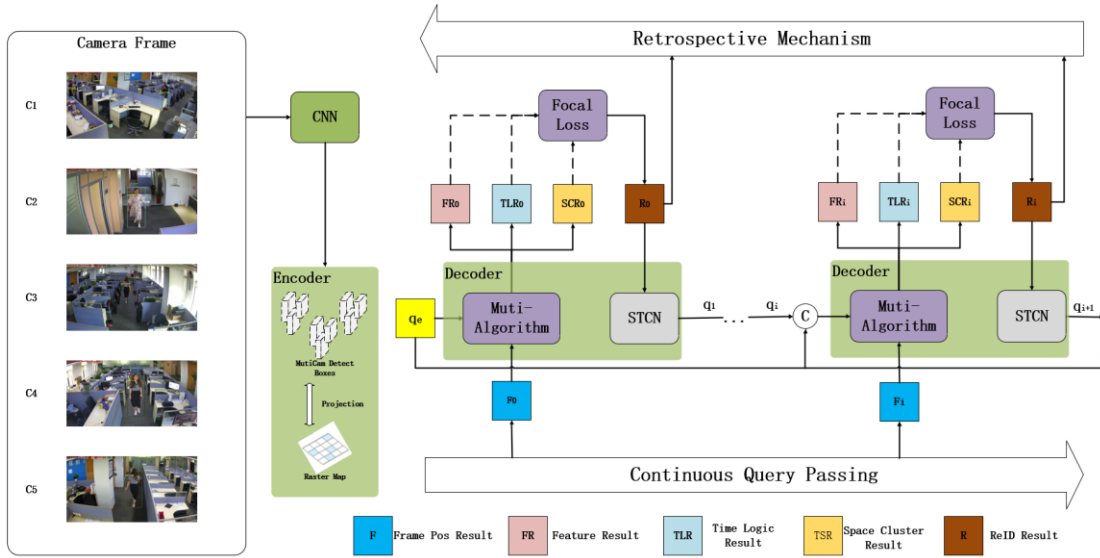 Camera Frame
C1
C2
C3
C4
C5
CNN
Encoder
MutiCam Detect
Boxes
Projection
Raster Map
Retrospective Mechanism
Focal
Loss
FR0
TLR0
SCR0
R0
Decoder
qe
Muti-
Algorithm
STCN
q1
...
qi
C
F0
Focal
Loss
FRi
TLRi
SCRi
Ri
Decoder
Muti-
Algorithm
STCN
qi+1
Fi
Continuous Query Passing
F
Frame Pos Result
FR
Feature Result
TLR
Time Logic
Result
TSR
Space Cluster
Result
R
ReID Result